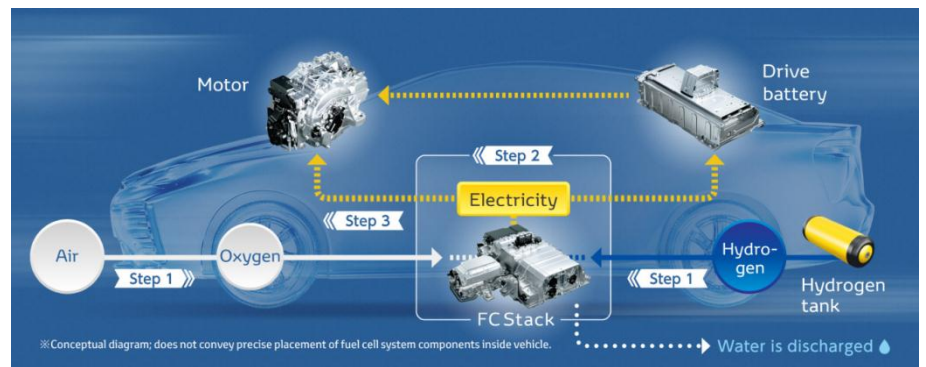 Motor
Drive
battery
Step 2
Electricity
Step 3
Air
Oxygen
Hydro-
gen
Step 1
Step 1
Hydrogen
tank
FC Stack
※Conceptual diagram; does not convey precise placement of fuel cell system components inside vehicle.
Water is discharged